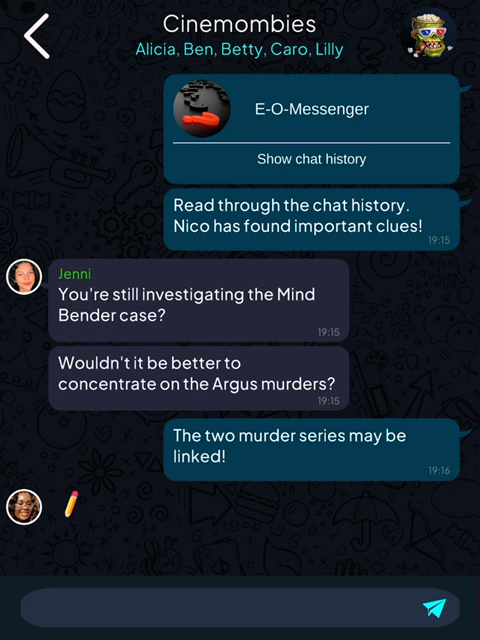 Cinemombies
Alicia, Ben, Betty, Caro, Lilly
E-O-Messenger
Show chat history
Read through the chat history.
Nico has found important clues!
19:15
Jenni
You're still investigating the Mind
Bender case?
19:15
Wouldn't it be better to
concentrate on the Argus murders?
19:15
The two murder series may be
linked!
19:16